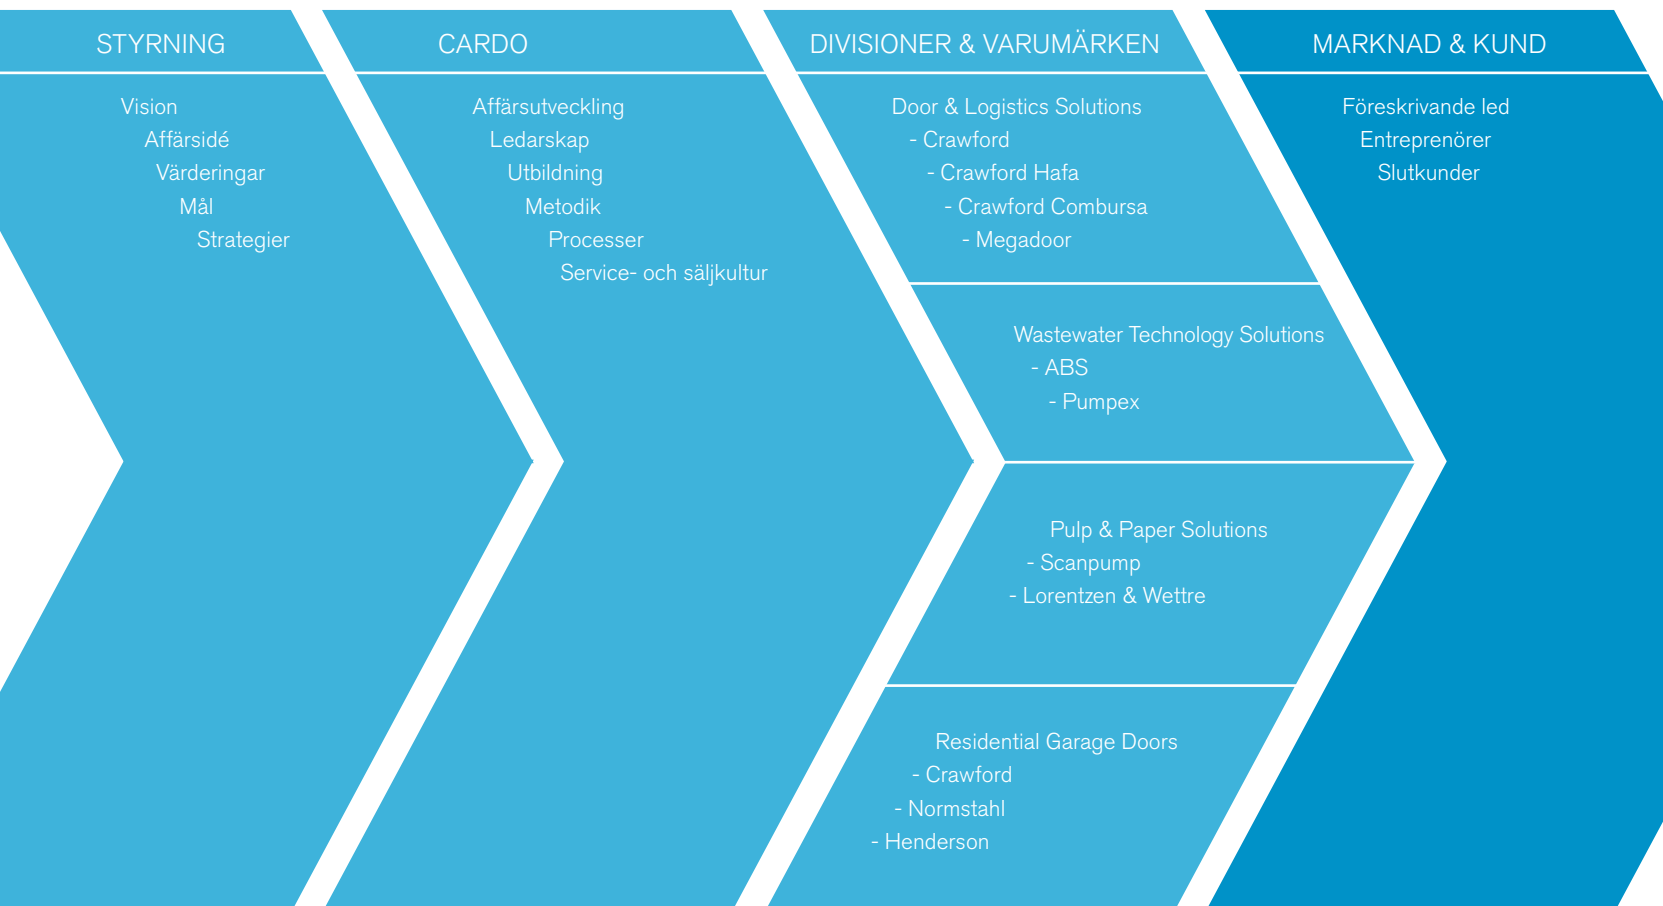 STYRNING
Vision
Affärsidé
Värderingar
Mål
Strategier
CARDO
Affärsutveckling
Ledarskap
Utbildning
Metodik
Processer
Service- och säljkultur
DIVISIONER & VARUMÄRKEN
Door & Logistics Solutions
- Crawford
- Crawford Hafa
- Crawford Combursa
- Megadoor
Wastewater Technology Solutions
- ABS
- Pumpex
Pulp & Paper Solutions
- Scanpump
- Lorentzen & Wettre
Residential Garage Doors
- Crawford
- Normstahl
- Henderson
MARKNAD & KUND
Föreskrivande led
Entreprenörer
Slutkunder